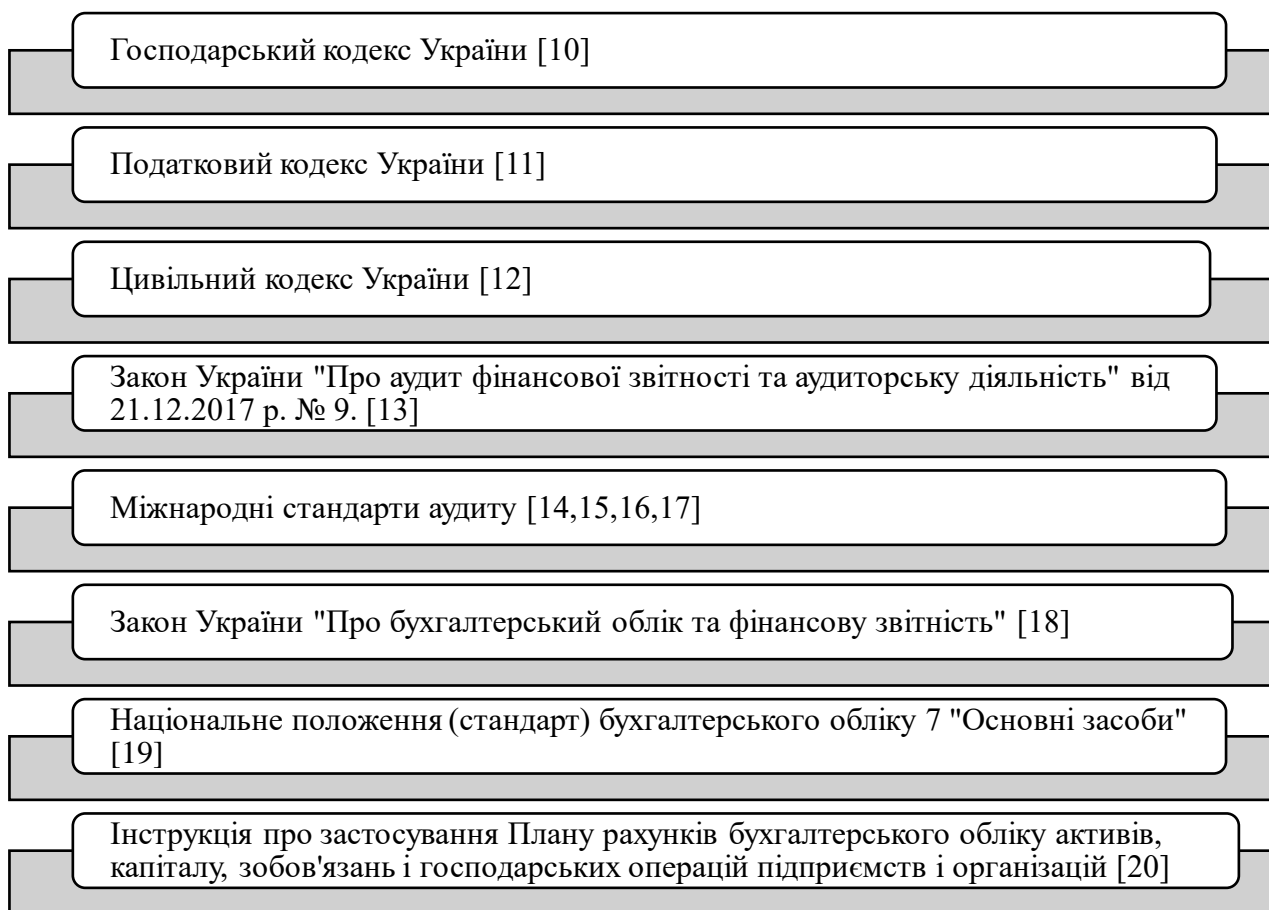 Господарський кодекс України [10]
Податковий кодекс України [11]
Цивільний кодекс України [12]
Закон України "Про аудит фінансової звітності та аудиторську діяльність" від
21.12.2017 р. № 9. [13]
Міжнародні стандарти аудиту [14,15,16,17]
Закон України "Про бухгалтерський облік та фінансову звітність" [18]
Національне положення (стандарт) бухгалтерського обліку 7 "Основні засоби"
[19]
Інструкція про застосування Плану рахунків бухгалтерського обліку активів,
капіталу, зобов'язань і господарських операцій підприємств і організацій [20]